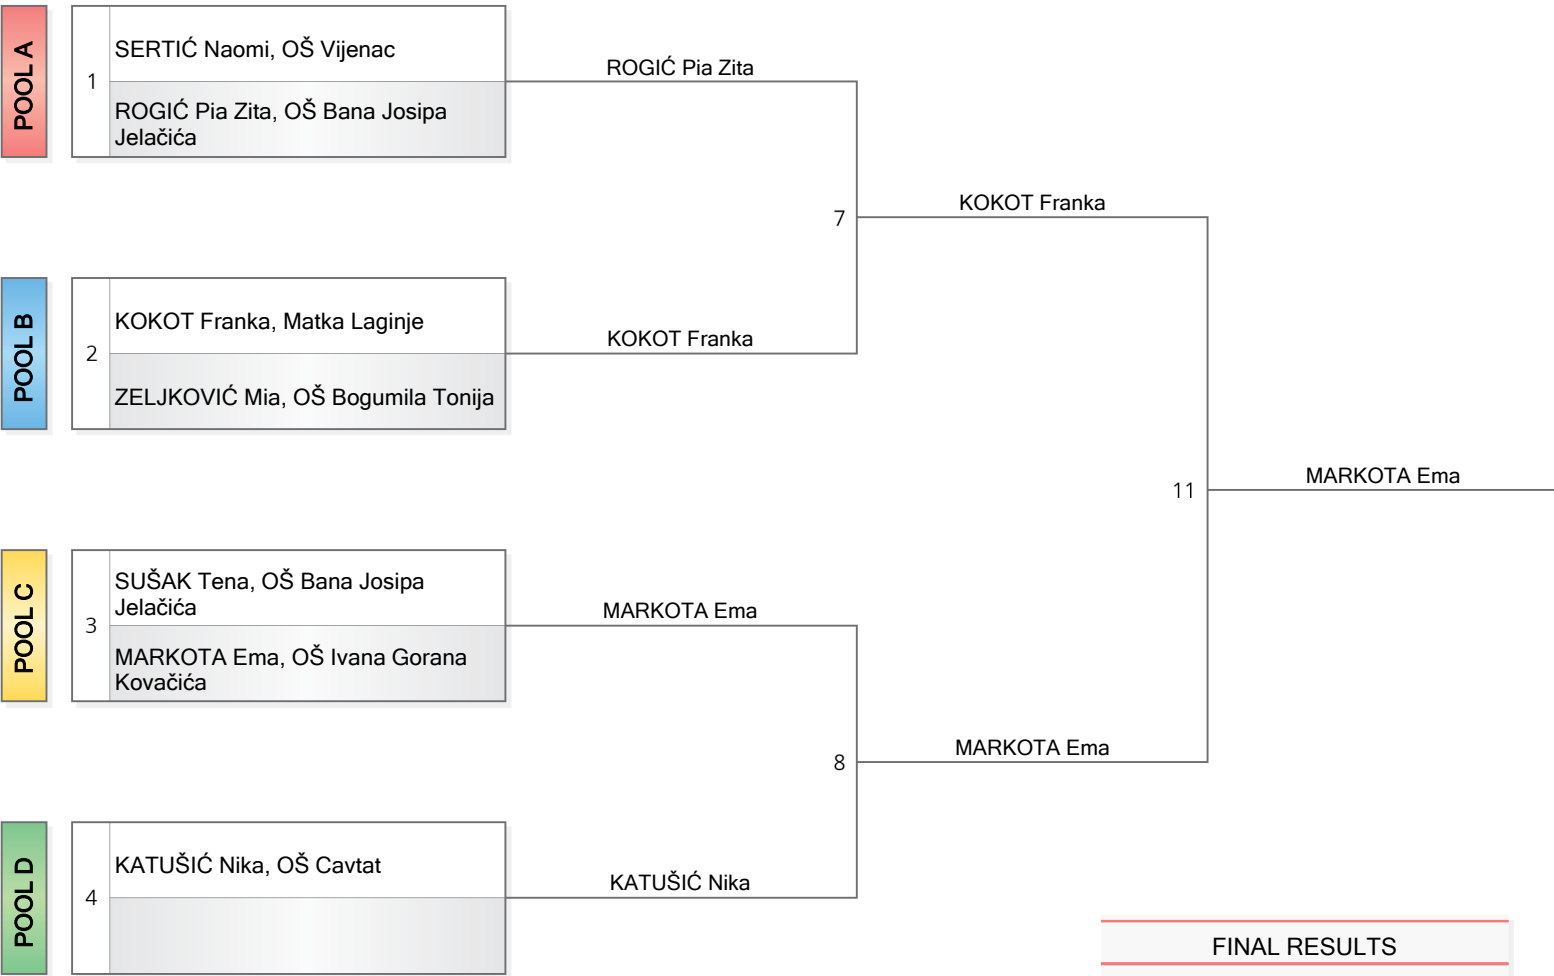 POOL A
1
SERTIĆ Naomi, OŠ Vijenac
ROGIĆ Pia Zita, OŠ Bana Josipa
Jelačića
ROGIĆ Pia Zita
7
KOKOT Franka
POOL B
2
KOKOT Franka, Matka Laginje
ZELJKOVIĆ Mia, OŠ Bogumila Tonija
KOKOT Franka
11
MARKOTA Ema
POOL C
3
SUŠAK Tena, OŠ Bana Josipa
Jelačića
MARKOTA Ema, OŠ Ivana Gorana
Kovačića
MARKOTA Ema
8
MARKOTA Ema
POOL D
4
KATUŠIĆ Nika, OŠ Cavtat
KATUŠIĆ Nika
FINAL RESULTS